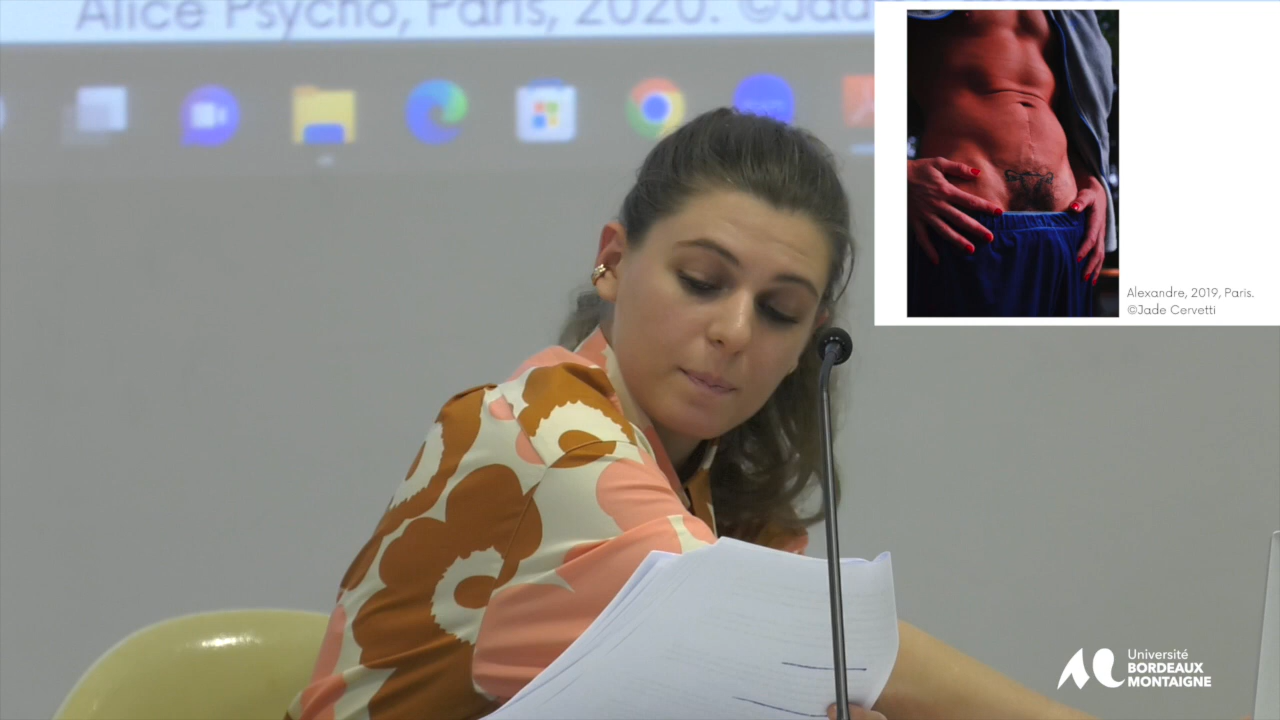 Alice Psycho, Paris, 2020. ©Jade
Alexandre, 2019, Paris.
©Jade Cervetti
Université
BORDEAUX
MONTAIGNE